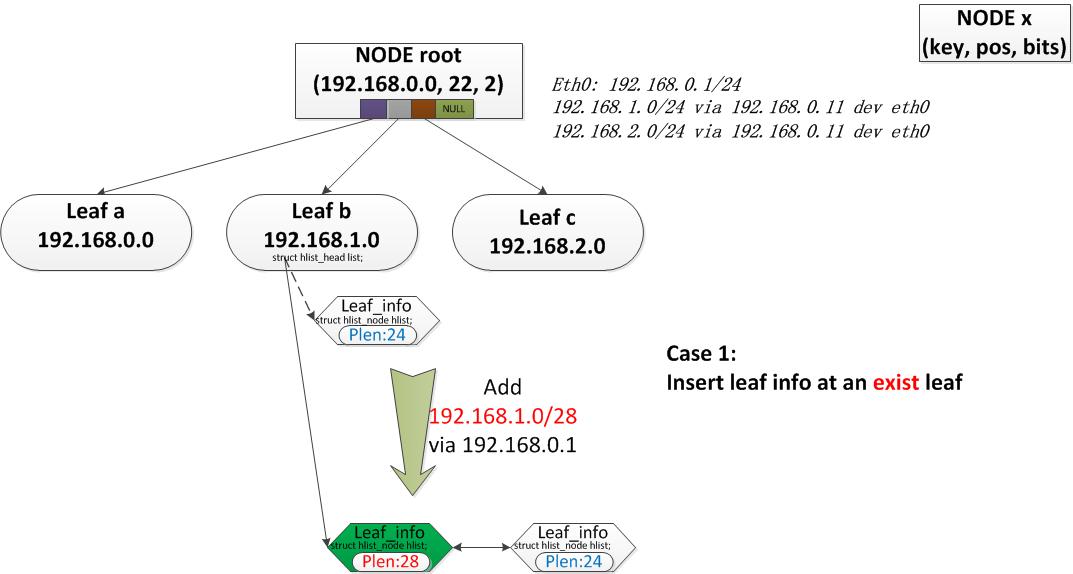 NODE x
(key, pos, bits)
NODE root
(192.168.0.0, 22, 2)
NULL
Eth0: 192.168.0.1/24
192.168.1.0/24 via 192.168.0.11 dev eth0
192.168.2.0/24 via 192.168.0.11 dev eth0
Leaf a
192.168.0.0
Leaf b
192.168.1.0
struct hlist_head list;
Leaf c
192.168.2.0
Leaf_info
struct hlist_node hlist;
Plen:24
Case 1:
Insert leaf info at an exist leaf
Add
192.168.1.0/28
via 192.168.0.1
Leaf_info
struct hlist_node hlist;
Plen:28
Leaf_info
struct hlist_node hlist;
Plen:24